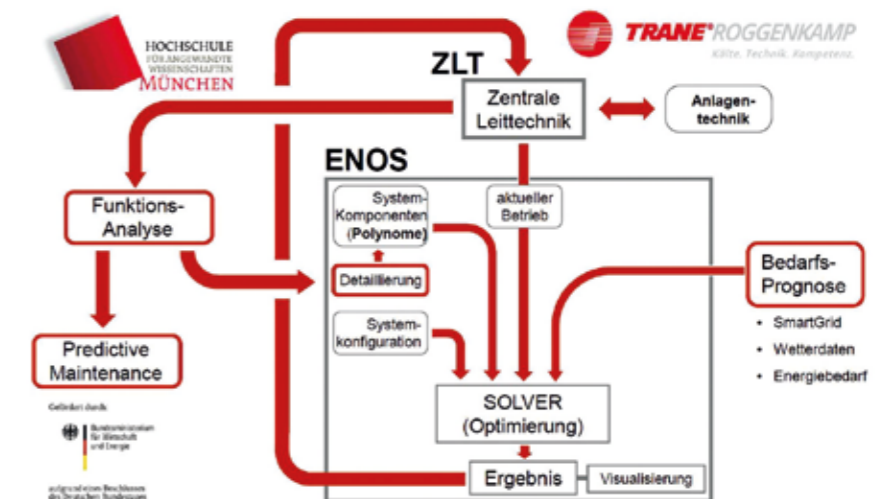 HOCHSCHULE
FÜR ANGEWANDTE
WISSENSCHAFTEN
MÜNCHEN
TRANE® ROGGENKAMP
Kälte. Technik. Kompetenz.
ZLT
Zentrale
Leittechnik
Anlagen-
technik
ENOS
Funktions-
Analyse
System-
Komponenten
(Polynome)
aktueller
Betrieb
Detaillierung
Bedarfs-
Prognose
• SmartGrid
• Wetterdaten
• Energiebedarf
System-
konfiguration
Predictive
Maintenance
SOLVER
(Optimierung)
Gefördert durch:
Bundesministerium
für Wirtschaft
und Energie
aufgrund eines Beschlusses
des Deutschen Bundestages
Ergebnis
Visualisierung